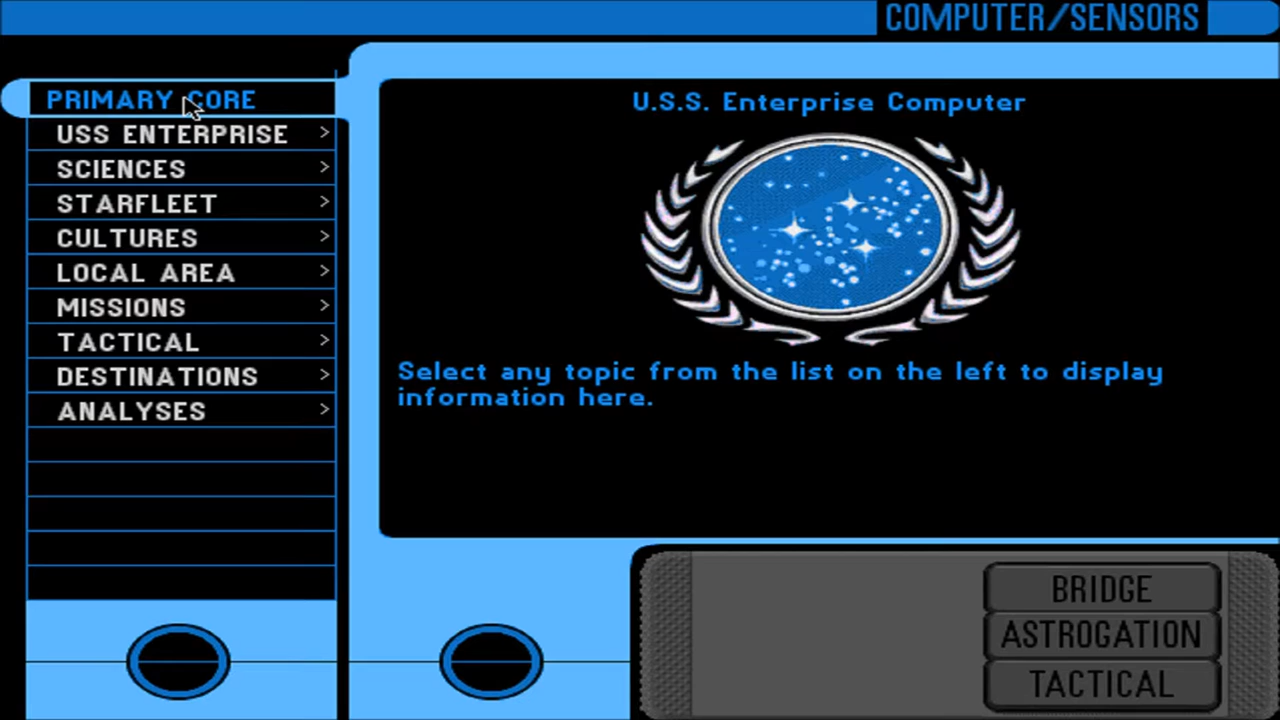 COMPUTER/SENSORS
PRIMARY CORE
USS ENTERPRISE >
SCIENCES >
STARFLEET >
CULTURES >
LOCAL AREA >
MISSIONS >
TACTICAL >
DESTINATIONS >
ANALYSES >
U.S.S. Enterprise Computer
Select any topic from the list on the left to display
information here.
BRIDGE
ASTROGATION
TACTICAL